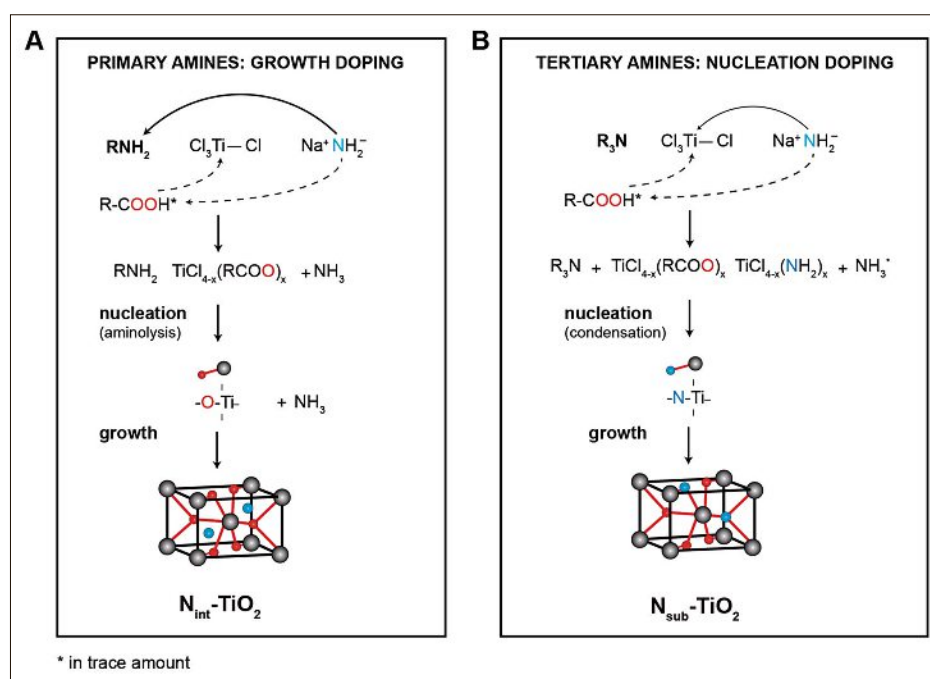 A
PRIMARY AMINES: GROWTH DOPING
RNH₂ Cl₃Ti— Cl Na⁺ NH₂⁻
R-COOH*
RNH₂ TiCl₄₋ₓ(RCOO)ₓ + NH₃
nucleation
(aminolysis)
-O-Ti- + NH₃
growth
N_int-TiO₂
B
TERTIARY AMINES: NUCLEATION DOPING
R₃N Cl₃Ti— Cl Na⁺ NH₂⁻
R-COOH*
R₃N + TiCl₄₋ₓ(RCOO)ₓ TiCl₄₋ₓ(NH₂)ₓ + NH₃*
nucleation
(condensation)
-N-Ti-
growth
N_sub-TiO₂
* in trace amount